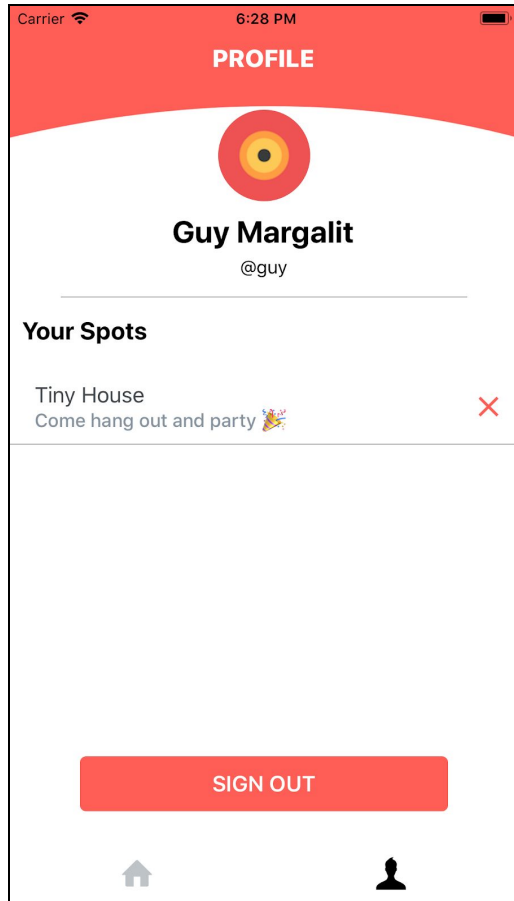 Carrier 6:28 PM
PROFILE
Guy Margalit
@guy
Your Spots
Tiny House
Come hang out and party 🎉
SIGN OUT